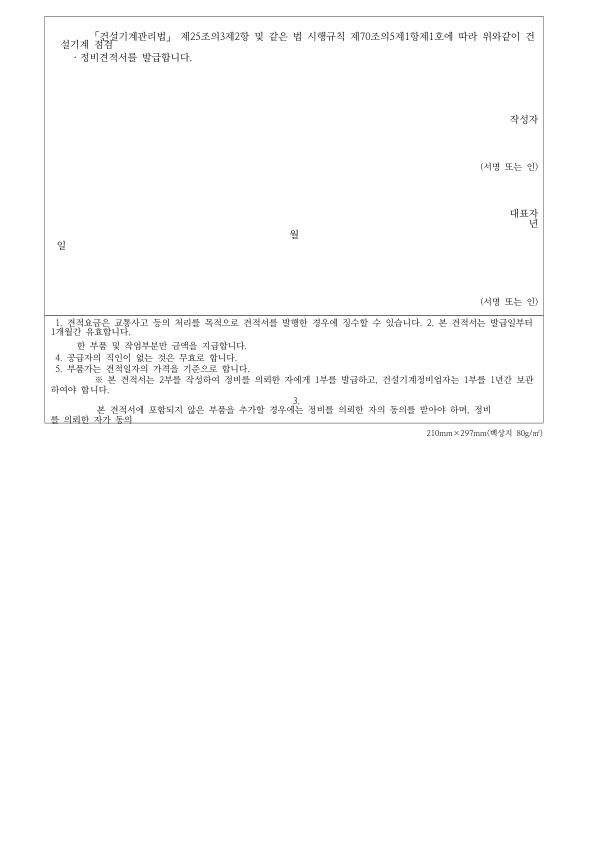 「건설기계관리법」 제25조의3제2항 및 같은 법 시행규칙 제70조의5제1항제1호에 따라 위와같이 건
설기계 점검
· 정비견적서를 발급합니다.
작성자
(서명 또는 인)
대표자
년
월
일
(서명 또는 인)
1. 견적요금은 교통사고 등의 처리를 목적으로 견적서를 발행한 경우에 징수할 수 있습니다. 2. 본 견적서는 발급일부터
1개월간 유효합니다.
한 부품 및 작업부분만 금액을 지급합니다.
4. 공급자의 직인이 없는 것은 무효로 합니다.
5. 부품가는 견적일자의 가격을 기준으로 합니다.
※ 본 견적서는 2부를 작성하여 정비를 의뢰한 자에게 1부를 발급하고, 건설기계정비업자는 1부를 1년간 보관
하여야 합니다.
3.
본 견적서에 포함되지 않은 부품을 추가할 경우에는 정비를 의뢰한 자의 동의를 받아야 하며, 정비
를 의뢰한 자가 동의
210mm×297mm(백상지 80g/㎡)